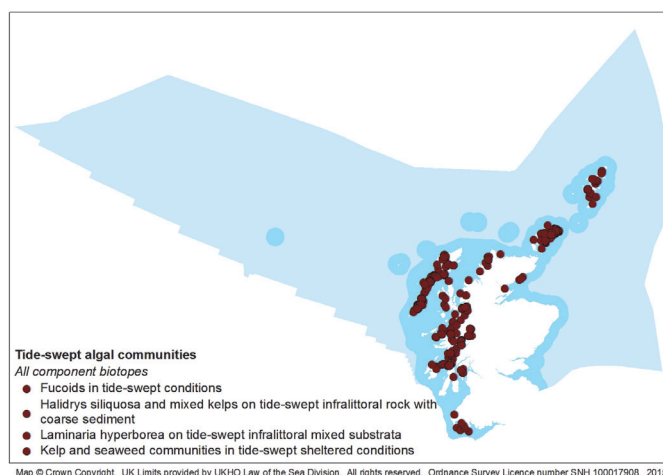 Tide-swept algal communities
All component biotopes
Fucoids in tide-swept conditions
Halidrys siliquosa and mixed kelps on tide-swept infralittoral rock with
coarse sediment
Laminaria hyperborea on tide-swept infralittoral mixed substrata
Kelp and seaweed communities in tide-swept sheltered conditions
Map © Crown Copyright. UK Limits provided by UKHO Law of the Sea Division. All rights reserved. Ordnance Survey Licence number SNH 100017908